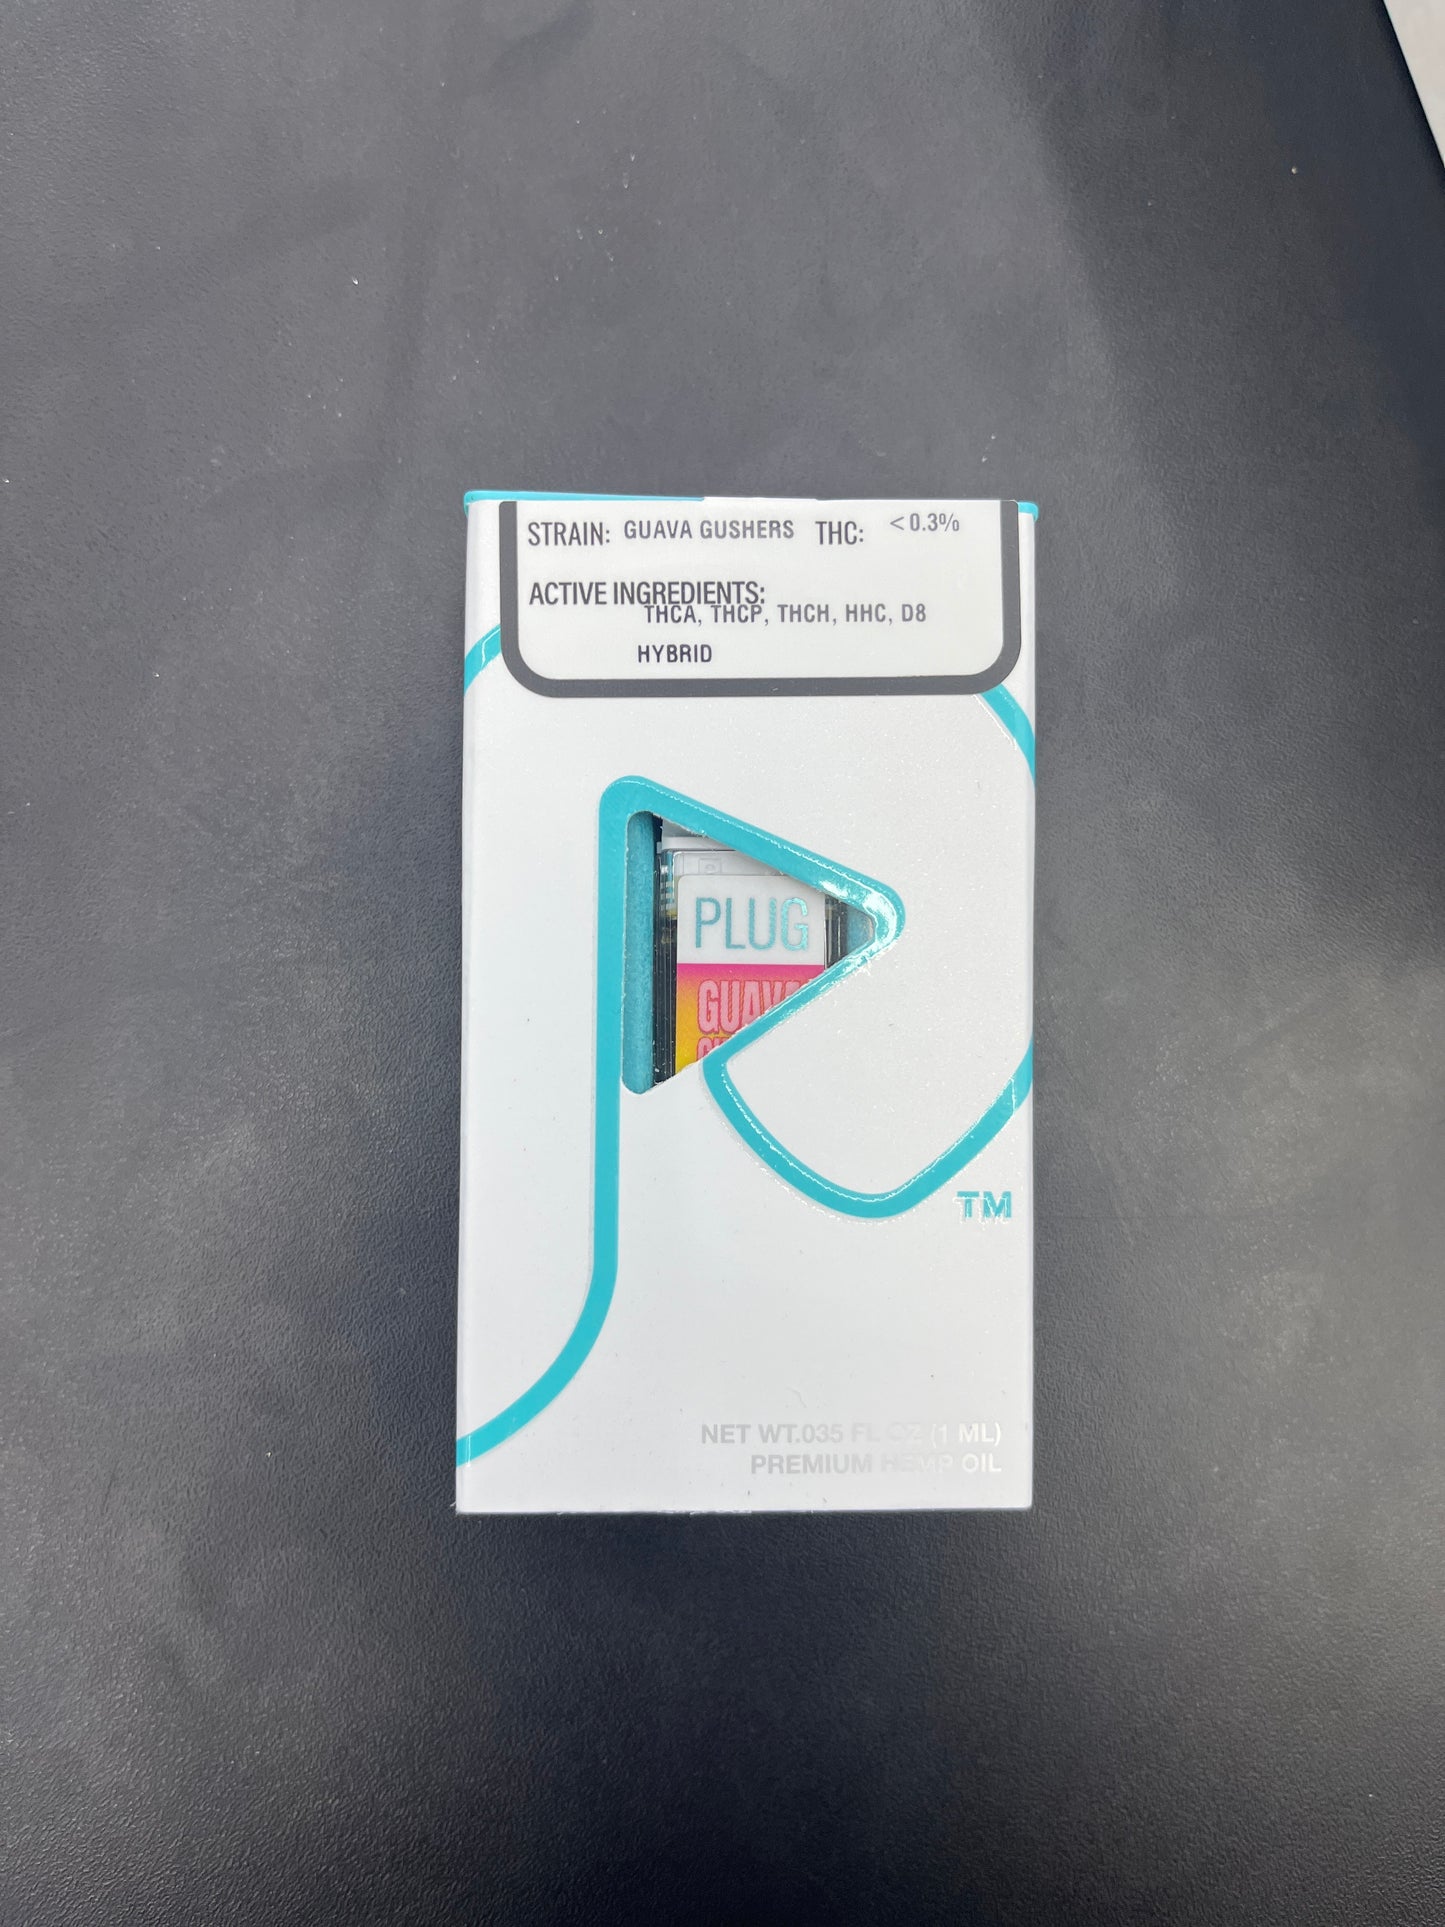 STRAIN: GUAVA GUSHERS THC: <0.3%
ACTIVE INGREDIENTS:
THCA, THCP, THCH, HHC, D8
HYBRID
PLUG
GUAVA
TM
NET WT.035 FL OZ (1 ML)
PREMIUM HEMP OIL